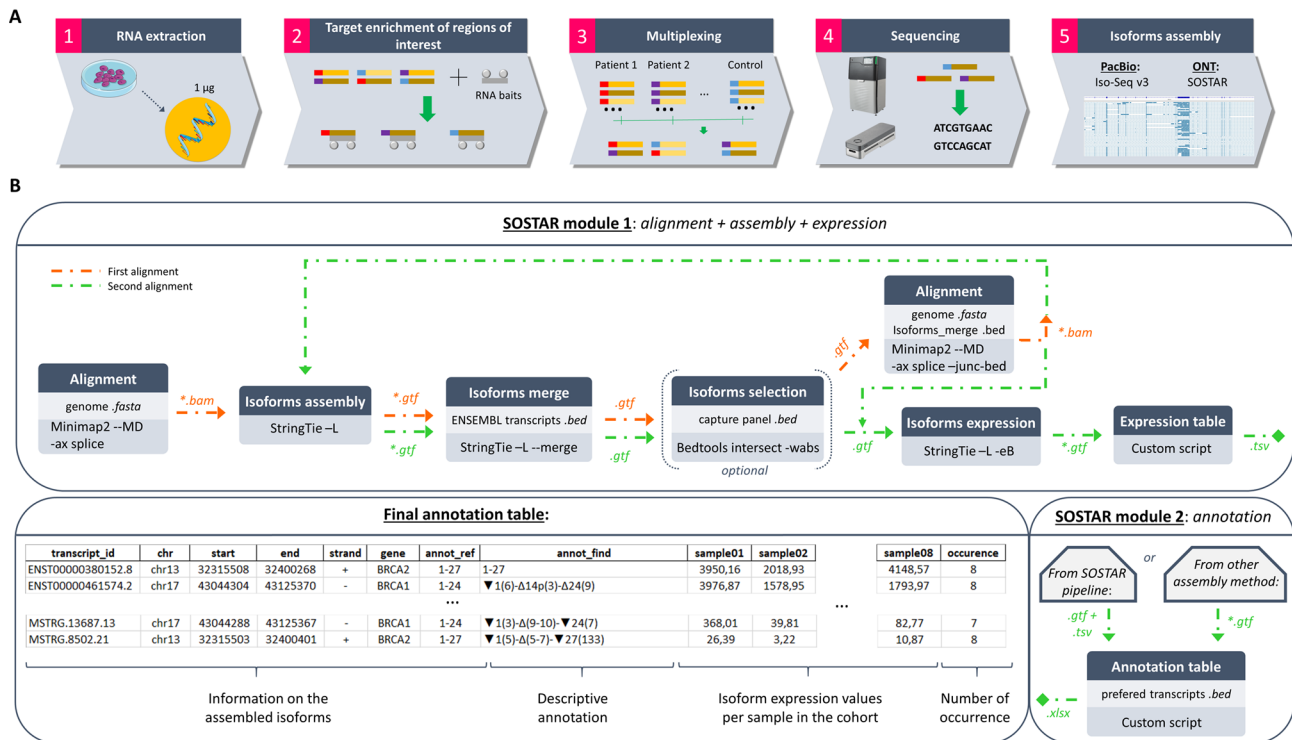 A
1 RNA extraction
1 µg
2 Target enrichment of regions of
interest
RNA baits
3 Multiplexing
Patient 1 Patient 2 ... Control
4 Sequencing
ATCGTGAAC
GTCCAGCAT
5 Isoforms assembly
PacBio: ONT:
Iso-Seq v3 SOSTAR
B
SOSTAR module 1: alignment + assembly + expression
First alignment
Second alignment
Alignment
genome .fasta
Minimap2 --MD
-ax splice
*.bam
Isoforms assembly
StringTie –L
*.gtf
*.gtf
Isoforms merge
ENSEMBL transcripts .bed
StringTie –L --merge
.gtf
.gtf
Isoforms selection
capture panel .bed
Bedtools intersect -wabs
optional
.gtf
.gtf
Alignment
genome .fasta
Isoforms_merge .bed
Minimap2 --MD
-ax splice –junc-bed
*.bam
Isoforms expression
StringTie –L -eB
*.gtf
Expression table
Custom script
.tsv
Final annotation table:
transcript_id chr start end strand gene annot_ref annot_find sample01 sample02 sample08 occurence
ENST00000380152.8 chr13 32315508 32400268 + BRCA2 1-27 1-27 3950,16 2018,93 4148,57 8
ENST00000461574.2 chr17 43044304 43125370 - BRCA1 1-24 ▼1(6)-Δ14p(3)-Δ24(9) 3976,87 1578,95 1793,97 8
... ...
MSTRG.13687.13 chr17 43044288 43125367 - BRCA1 1-24 ▼1(3)-Δ(9-10)-▼24(7) 368,01 39,81 82,77 7
MSTRG.8502.21 chr13 32315503 32400401 + BRCA2 1-27 ▼1(5)-Δ(5-7)-▼27(133) 26,39 3,22 10,87 8
Information on the
assembled isoforms
Descriptive
annotation
Isoform expression values
per sample in the cohort
Number of
occurrence
SOSTAR module 2: annotation
From SOSTAR
pipeline:
or
From other
assembly method:
.gtf +
.tsv
*.gtf
Annotation table
prefered transcripts .bed
Custom script
.xlsx